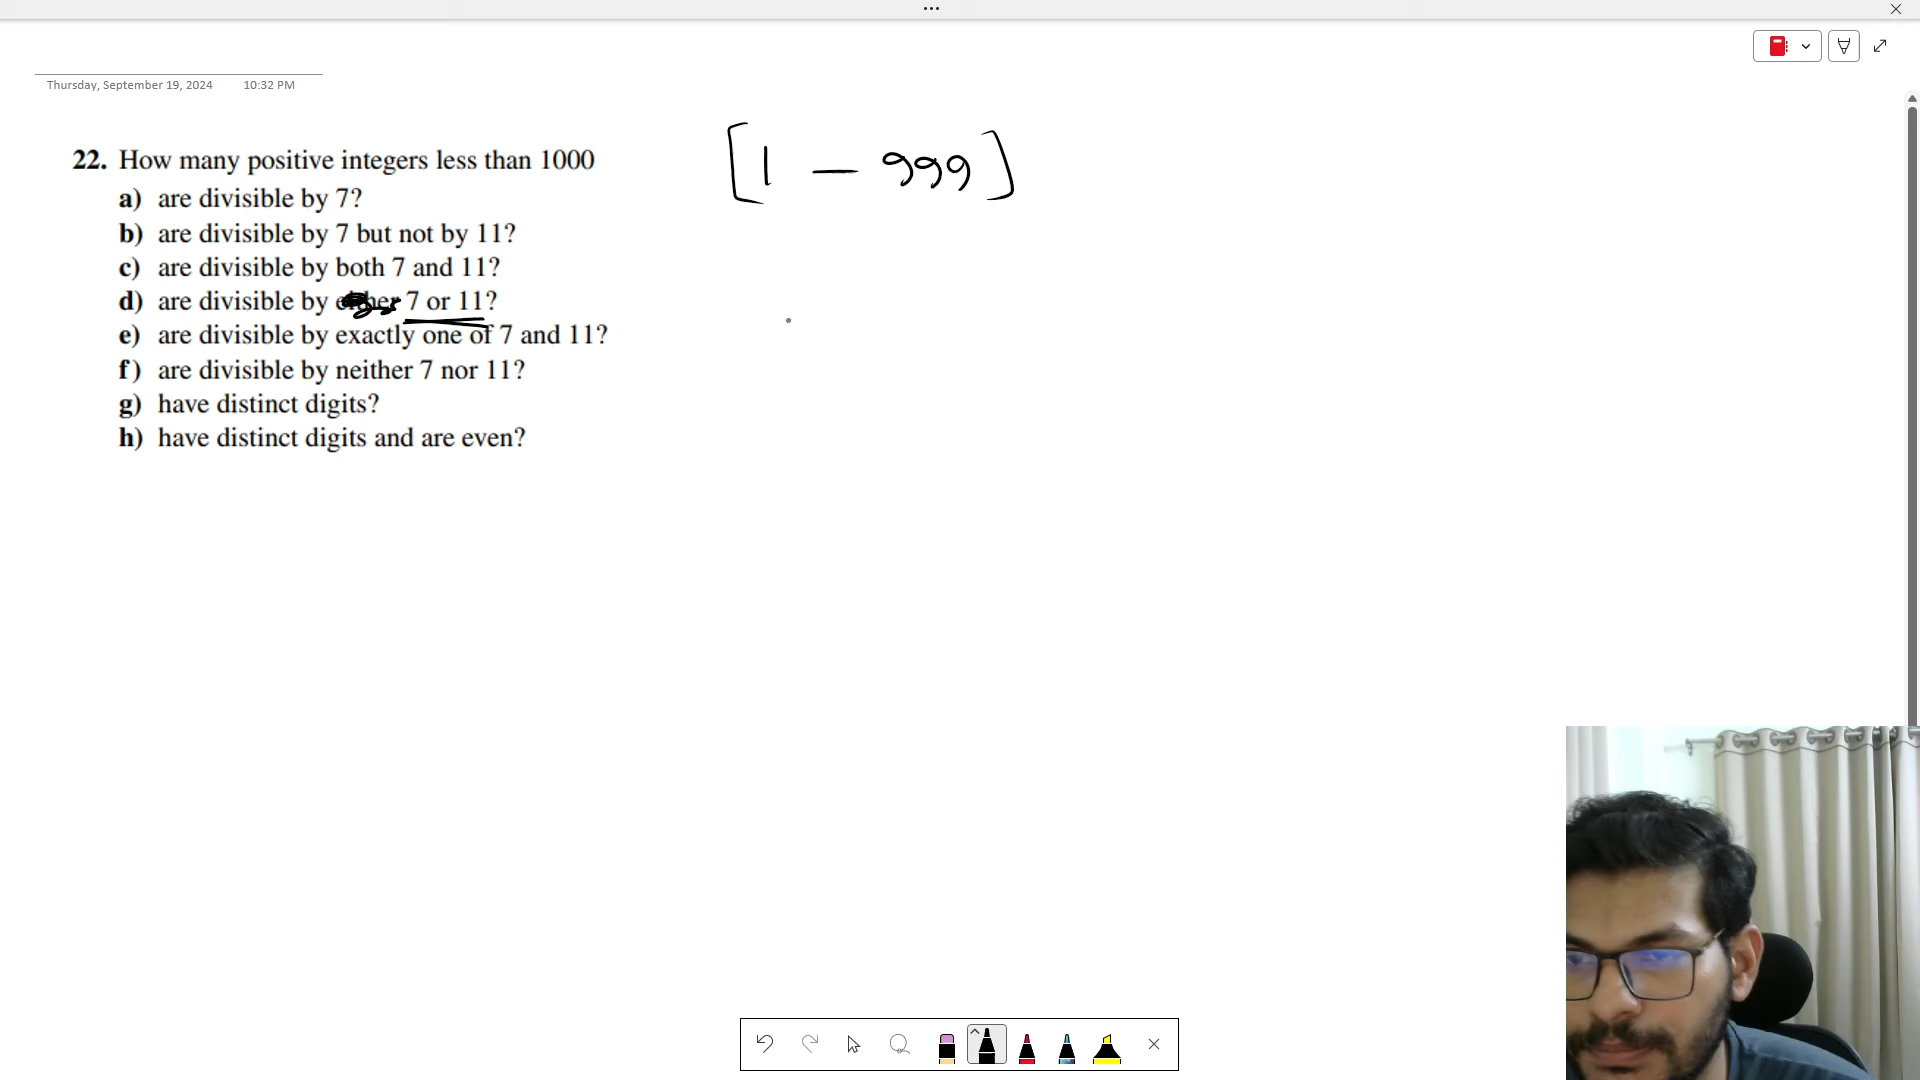 Thursday, September 19, 2024 10:32 PM
[1 — 999]
22. How many positive integers less than 1000
a) are divisible by 7?
b) are divisible by 7 but not by 11?
c) are divisible by both 7 and 11?
d) are divisible by 7 or 11?
e) are divisible by exactly one of 7 and 11?
f) are divisible by neither 7 nor 11?
g) have distinct digits?
h) have distinct digits and are even?